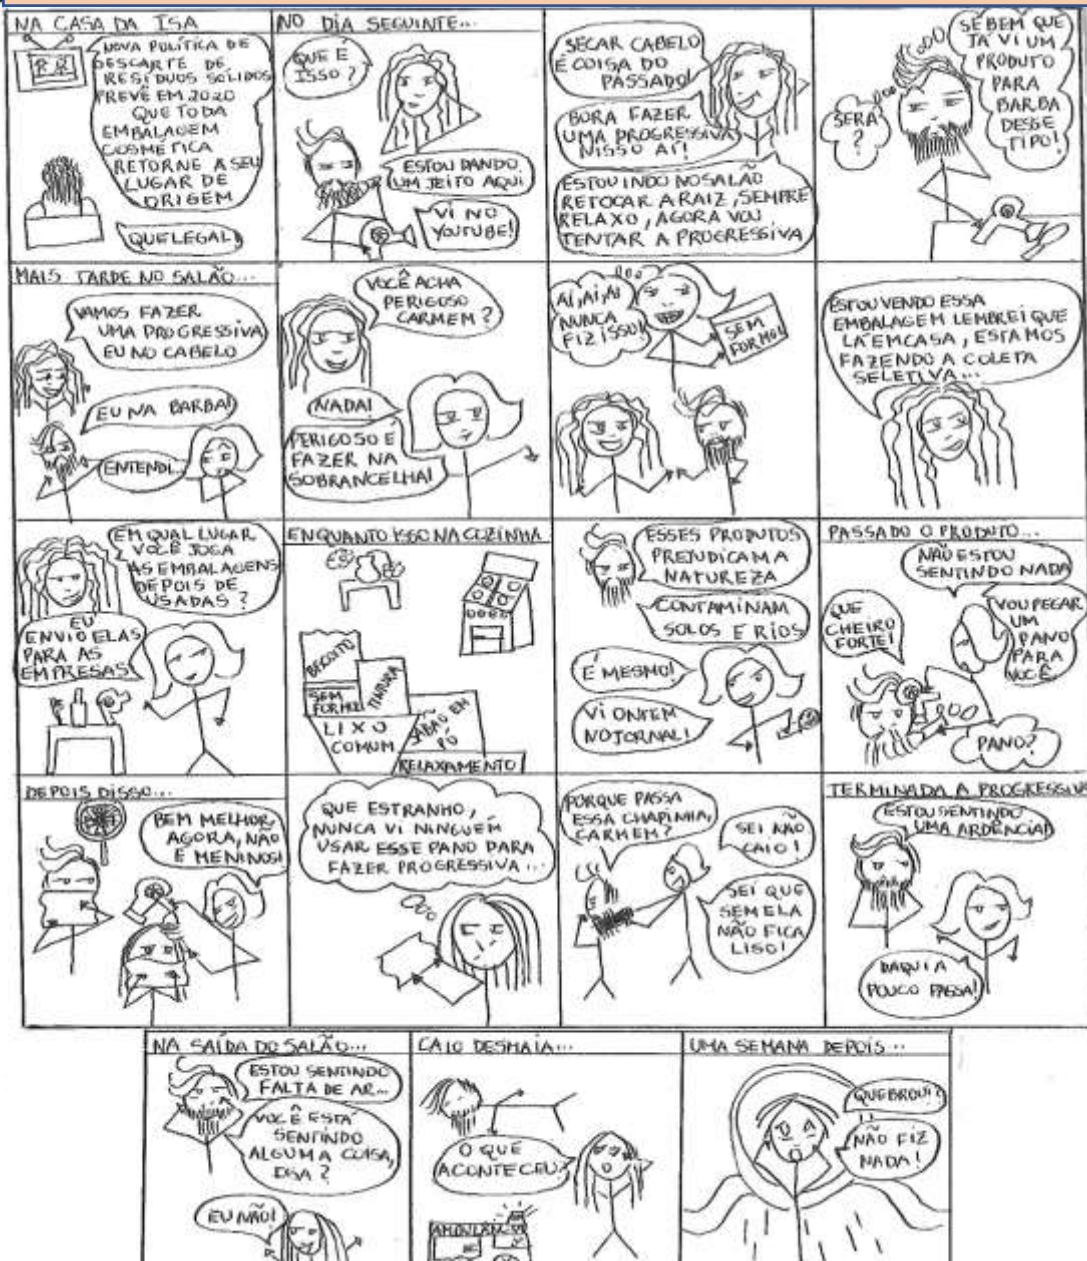 NA CASA DA ISA
NOVA POLÍTICA DE
DESCARTE DE
RESÍDUOS SÓLIDOS
PREVÊ EM 2020
QUE TODA
EMBALAGEM
COSMÉTICA
RETORNE A SEU
LUGAR DE
ORIGEM
QUE LEGAL!
NO DIA SEGUINTE...
QUE É
ISSO?
ESTOU DANDO
UM JEITO AQUI
VI NO
YOUTUBE!
SECAR CABELO
É COISA DO
PASSADO!
BORA FAZER
UMA PROGRESSIVA
NISSO AÍ!
ESTOU INDO NO SALÃO
RETOCAR A RAIZ, SEMPRE
RELAXO, AGORA VOU
TENTAR A PROGRESSIVA
SERÁ
?
SE BEM QUE
JÁ VI UM
PRODUTO
PARA
BARBA
DESSE
TIPO!
MAIS TARDE NO SALÃO...
VAMOS FAZER
UMA PROGRESSIVA
EU NO CABELO
EU NA BARBA!
ENTENDI...
VOCÊ ACHA
PERIGOSO
CARMEM?
NADA!
PERIGOSO É
FAZER NA
SOBRANCELHA!
AI, AI, AI
NUNCA
FIZ ISSO!
SEM
FORMOL
ESTOU VENDO ESSA
EMBALAGEM LEMBREI QUE
LÁ EM CASA, ESTAMOS
FAZENDO A COLETA
SELETIVA...
EM QUAL LUGAR
VOCÊ JOGA
AS EMBALAGENS
DEPOIS DE
USADAS?
EU
ENVIO ELAS
PARA AS
EMPRESAS!
ENQUANTO ISSO NA COZINHA
BISCOITO
SEM
FORMOL
TINTURA
LIXO
COMUM
SABÃO EM
PÓ
RELAXAMENTO
ESSES PRODUTOS
PREJUDICAM A
NATUREZA
CONTAMINAM
SOLOS E RIOS
É MESMO!
VI ONTEM
NO JORNAL!
PASSADO O PRODUTO...
NÃO ESTOU
SENTINDO NADA
QUE
CHEIRO
FORTE!
VOU PEGAR
UM
PANO
PARA
VOCÊ
PANO?
DEPOIS DISSO...
BEM MELHOR
AGORA, NÃO
É MENINOS!
QUE ESTRANHO,
NUNCA VI NINGUÉM
USAR ESSE PANO PARA
FAZER PROGRESSIVA...
PORQUE PASSA
ESSA CHAPINHA,
CARMEM?
SEI NÃO
CAIO!
SEI QUE
SEM ELA
NÃO FICA
LISO!
TERMINADA A PROGRESSIVA
ESTOU SENTINDO
UMA ARDÊNCIA!
DAQUI A
POUCO PASSA!
NA SAÍDA DO SALÃO...
ESTOU SENTINDO
FALTA DE AR...
VOCÊ ESTÁ
SENTINDO
ALGUMA COISA,
ISA?
EU NÃO!
CAIO DESMAIA...
O QUE
ACONTECEU?
AMBULÂNCIA
UMA SEMANA DEPOIS...
QUEBROU!
NÃO FIZ
NADA!